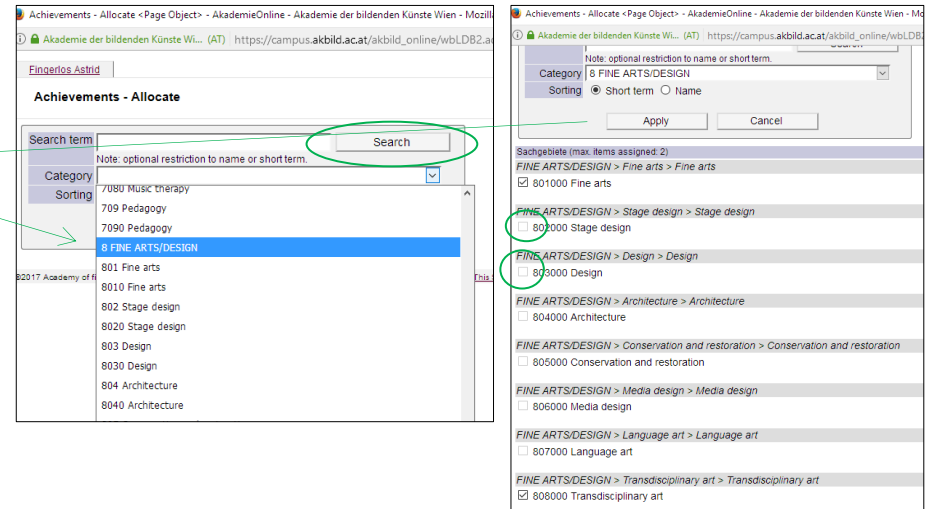 Achievements - Allocate <Page Object> - AkademieOnline - Akademie der bildenden Künste Wien - Mozill
Akademie der bildenden Künste Wi... (AT) https://campus.akbild.ac.at/akbild_online/wbLDB2.a
Fingerlos Astrid
Achievements - Allocate
Search term
Search
Note: optional restriction to name or short term.
Category
Sorting
7080 Music therapy
709 Pedagogy
7090 Pedagogy
8 FINE ARTS/DESIGN
801 Fine arts
8010 Fine arts
802 Stage design
8020 Stage design
803 Design
8030 Design
804 Architecture
8040 Architecture
©2017 Academy of fi
This
Achievements - Allocate <Page Object> - AkademieOnline - Akademie der bildenden Künste Wien - Mo
Akademie der bildenden Künste Wi... (AT) https://campus.akbild.ac.at/akbild_online/wbLDB2
Note: optional restriction to name or short term.
Category 8 FINE ARTS/DESIGN
Sorting Short term Name
Apply Cancel
Sachgebiete (max. items assigned: 2)
FINE ARTS/DESIGN > Fine arts > Fine arts
801000 Fine arts
FINE ARTS/DESIGN > Stage design > Stage design
802000 Stage design
FINE ARTS/DESIGN > Design > Design
803000 Design
FINE ARTS/DESIGN > Architecture > Architecture
804000 Architecture
FINE ARTS/DESIGN > Conservation and restoration > Conservation and restoration
805000 Conservation and restoration
FINE ARTS/DESIGN > Media design > Media design
806000 Media design
FINE ARTS/DESIGN > Language art > Language art
807000 Language art
FINE ARTS/DESIGN > Transdisciplinary art > Transdisciplinary art
808000 Transdisciplinary art